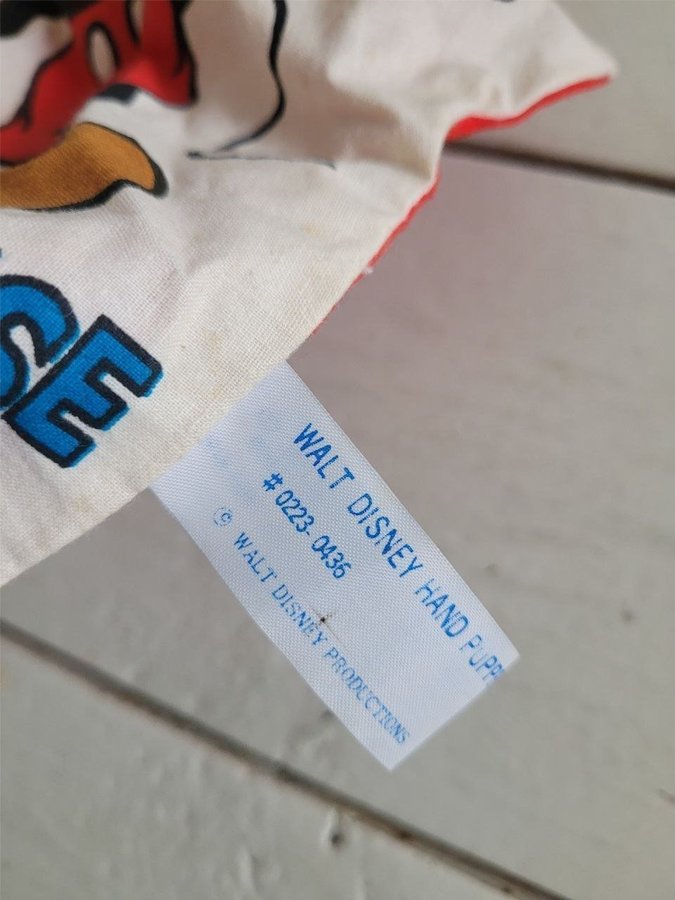 SE
WALT DISNEY HAND PUPP
# 0223-0436
© WALT DISNEY PRODUCTIONS